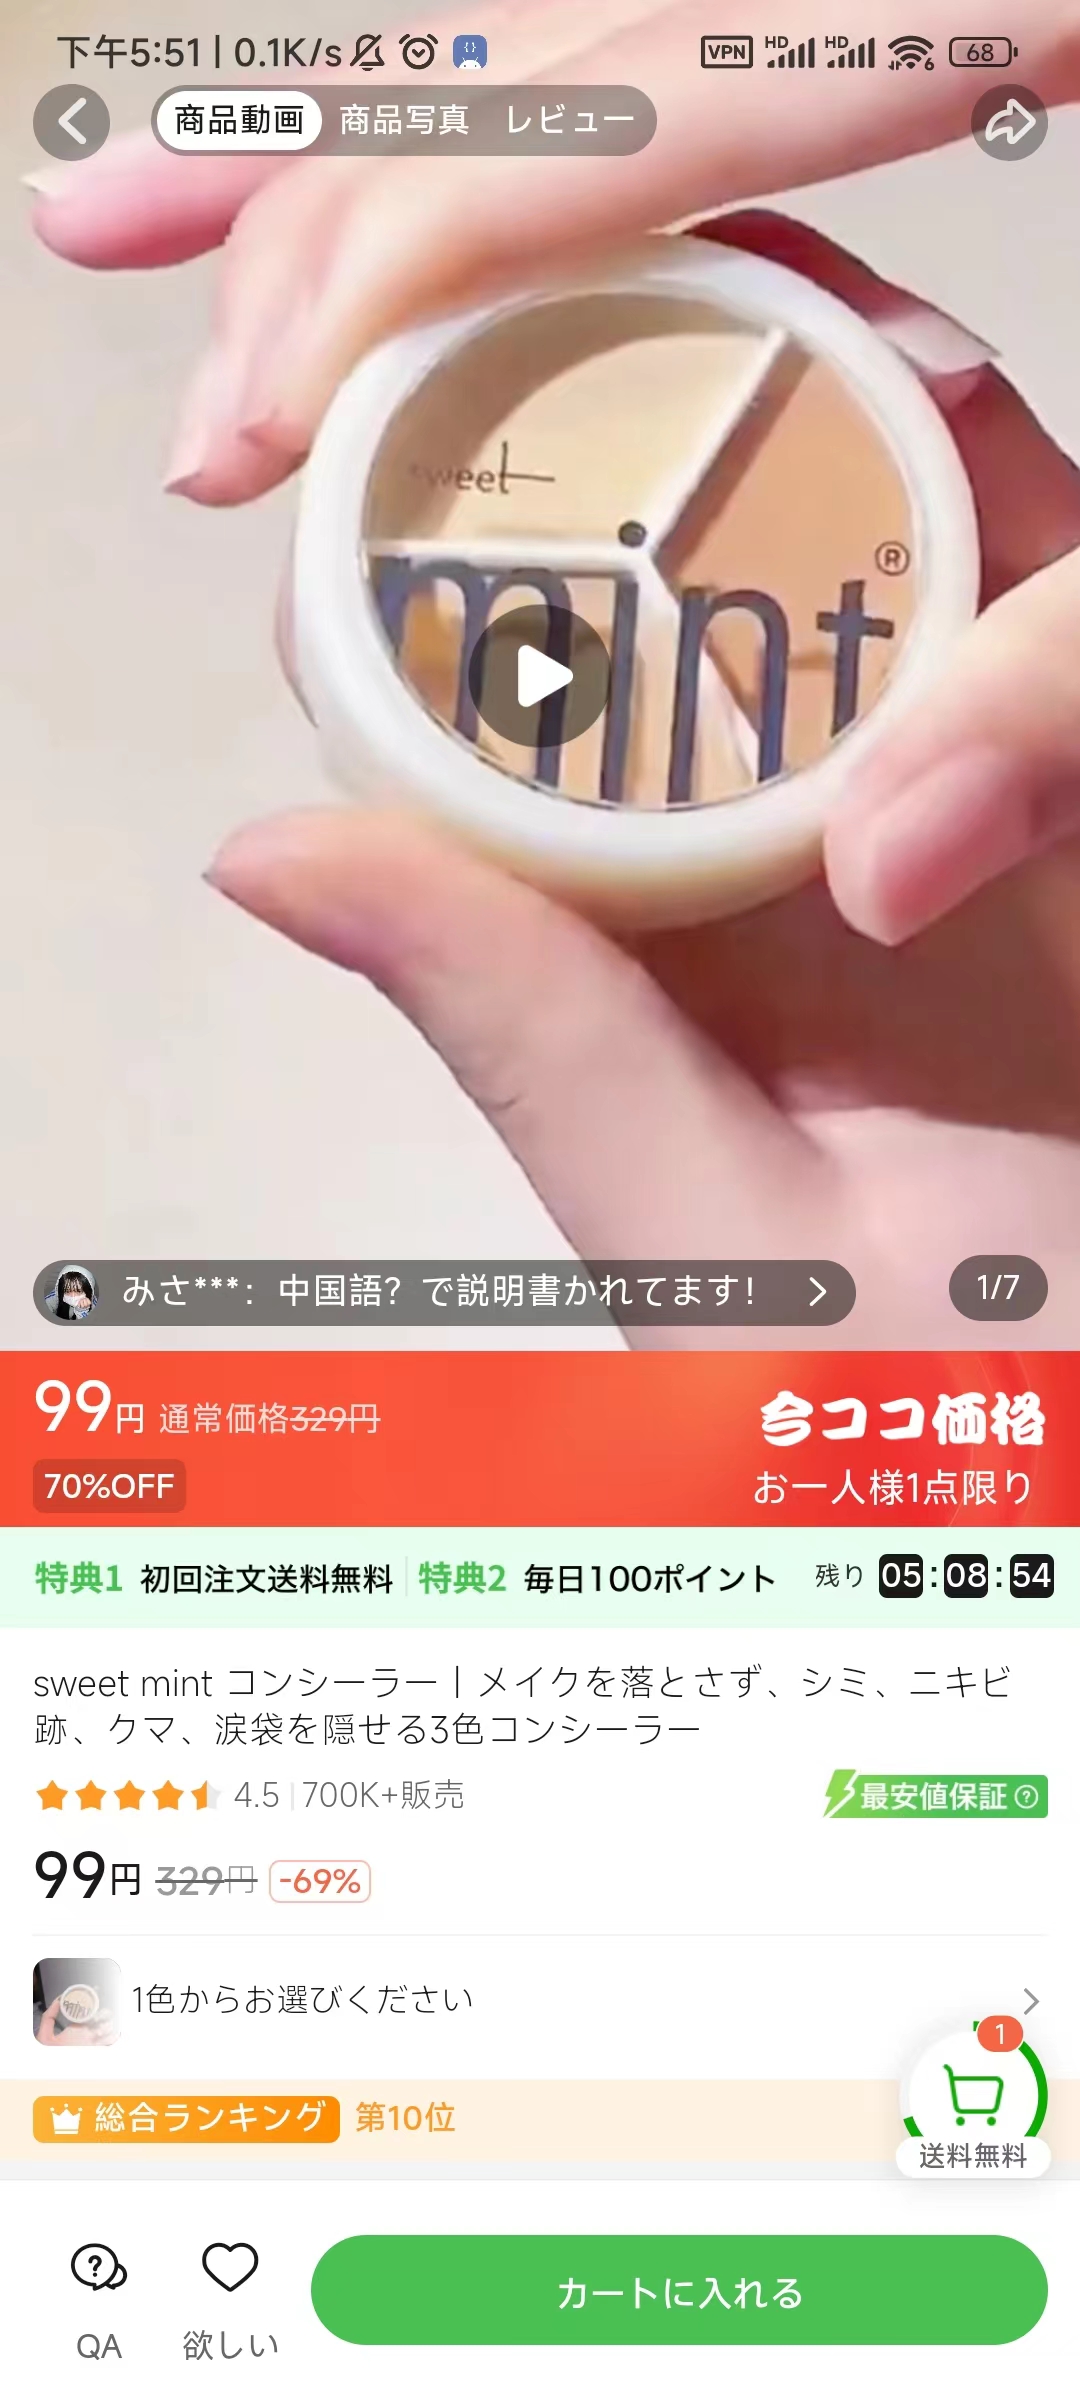 下午5:51 | 0.1K/s
VPN HD HD 6 68
商品動画 商品写真 レビュー
sweet
mint ®
みさ***：中国語？で説明書かれてます！
1/7
99円 通常価格329円
今ココ価格
70%OFF
お一人様1点限り
特典1 初回注文送料無料 特典2 毎日100ポイント 残り 05:08:54
sweet mint コンシーラー | メイクを落とさず、シミ、ニキビ
跡、クマ、涙袋を隠せる3色コンシーラー
4.5 | 700K+販売
最安値保証 ?
99円 329円 -69%
1色からお選びください
1
総合ランキング 第10位
送料無料
QA
欲しい
カートに入れる